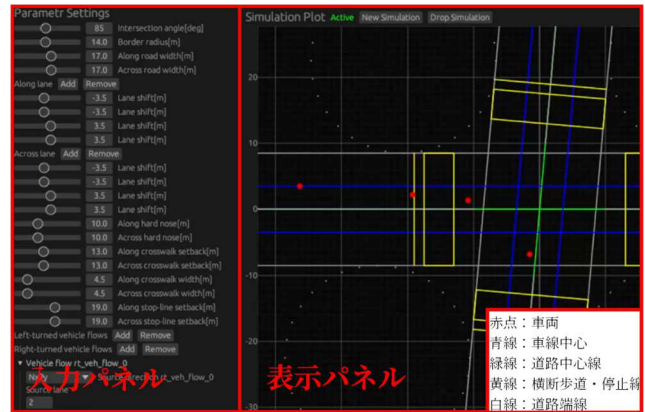 Parametr Settings
85 Intersection angle[deg]
14.0 Border radius[m]
17.0 Along road width[m]
17.0 Across road width[m]
Along lane Add Remove
-3.5 Lane shift[m]
-3.5 Lane shift[m]
3.5 Lane shift[m]
3.5 Lane shift[m]
Across lane Add Remove
-3.5 Lane shift[m]
-3.5 Lane shift[m]
3.5 Lane shift[m]
3.5 Lane shift[m]
10.0 Along hard nose[m]
10.0 Across hard nose[m]
13.0 Along crosswalk setback[m]
13.0 Across crosswalk setback[m]
4.5 Along crosswalk width[m]
4.5 Across crosswalk width[m]
19.0 Along stop-line setback[m]
19.0 Across stop-line setback[m]
Left-turned vehicle flows Add Remove
Right-turned vehicle flows Add Remove
▼ Vehicle flow rt_veh_flow_0
Source direction rt_veh_flow_0
Source lane
2
入力パネル
Simulation Plot Active New Simulation Drop Simulation
20
10
0
-10
-20
-30
表示パネル
赤点：車両
青線：車線中心
緑線：道路中心線
黄線：横断歩道・停止線
白線：道路端線